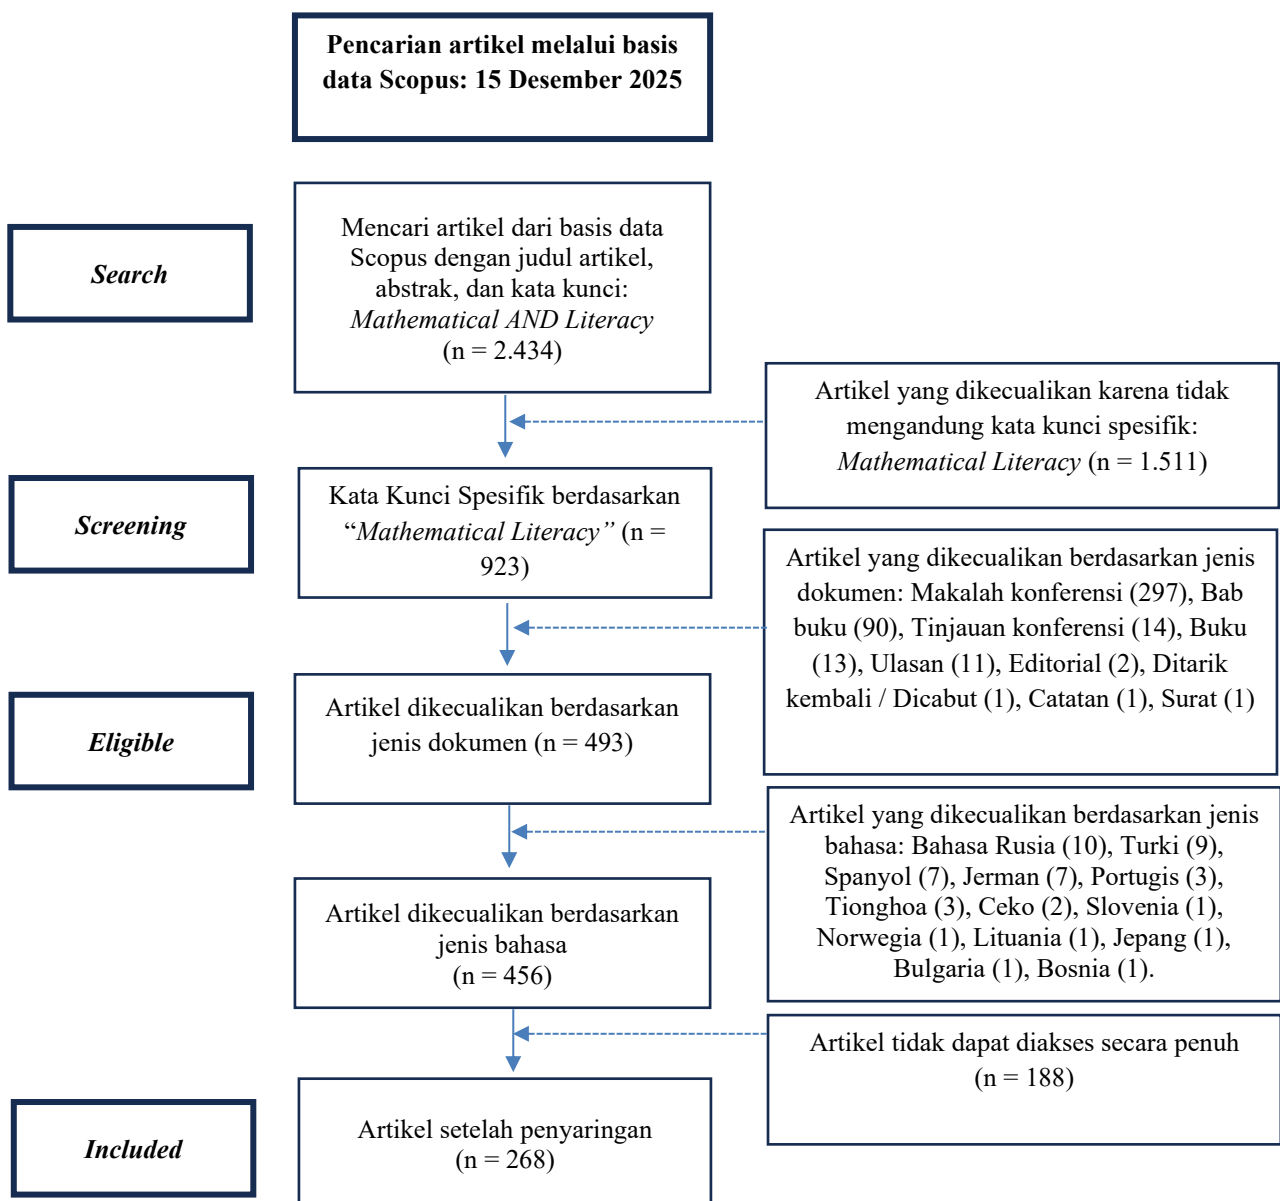 Pencarian artikel melalui basis
data Scopus: 15 Desember 2025
Search
Mencari artikel dari basis data
Scopus dengan judul artikel,
abstrak, dan kata kunci:
Mathematical AND Literacy
(n = 2.434)
Artikel yang dikecualikan karena tidak
mengandung kata kunci spesifik:
Mathematical Literacy (n = 1.511)
Screening
Kata Kunci Spesifik berdasarkan
“Mathematical Literacy” (n =
923)
Artikel yang dikecualikan berdasarkan jenis
dokumen: Makalah konferensi (297), Bab
buku (90), Tinjauan konferensi (14), Buku
(13), Ulasan (11), Editorial (2), Ditarik
kembali / Dicabut (1), Catatan (1), Surat (1)
Eligible
Artikel dikecualikan berdasarkan
jenis dokumen (n = 493)
Artikel yang dikecualikan berdasarkan jenis
bahasa: Bahasa Rusia (10), Turki (9),
Spanyol (7), Jerman (7), Portugis (3),
Tionghoa (3), Ceko (2), Slovenia (1),
Norwegia (1), Lituania (1), Jepang (1),
Bulgaria (1), Bosnia (1).
Artikel dikecualikan berdasarkan
jenis bahasa
(n = 456)
Artikel tidak dapat diakses secara penuh
(n = 188)
Included
Artikel setelah penyaringan
(n = 268)